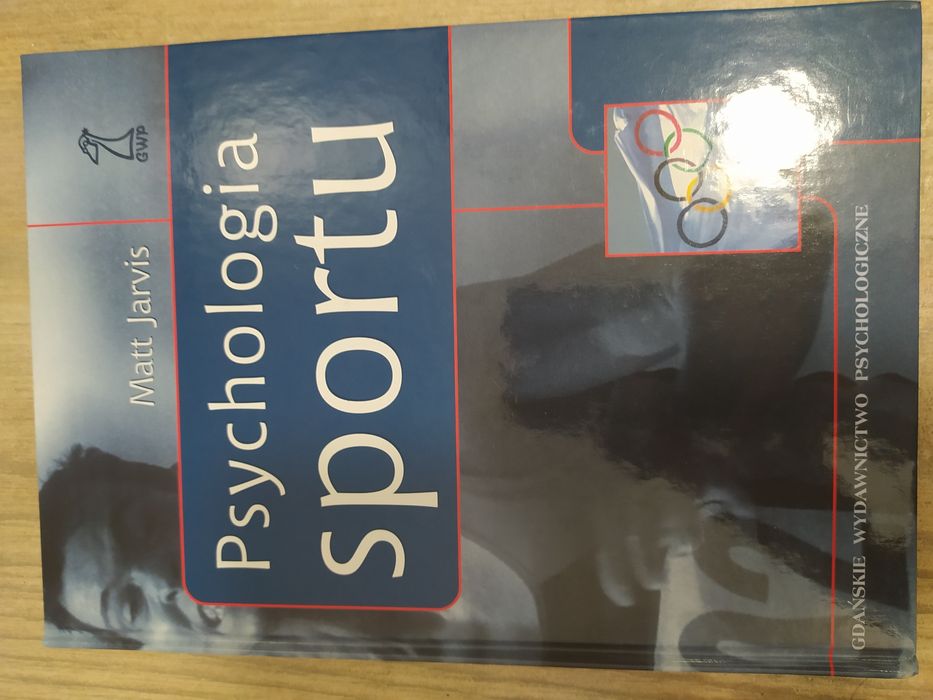 GWP
Matt Jarvis
Psychologia
sportu
GDAŃSKIE WYDAWNICTWO PSYCHOLOGICZNE